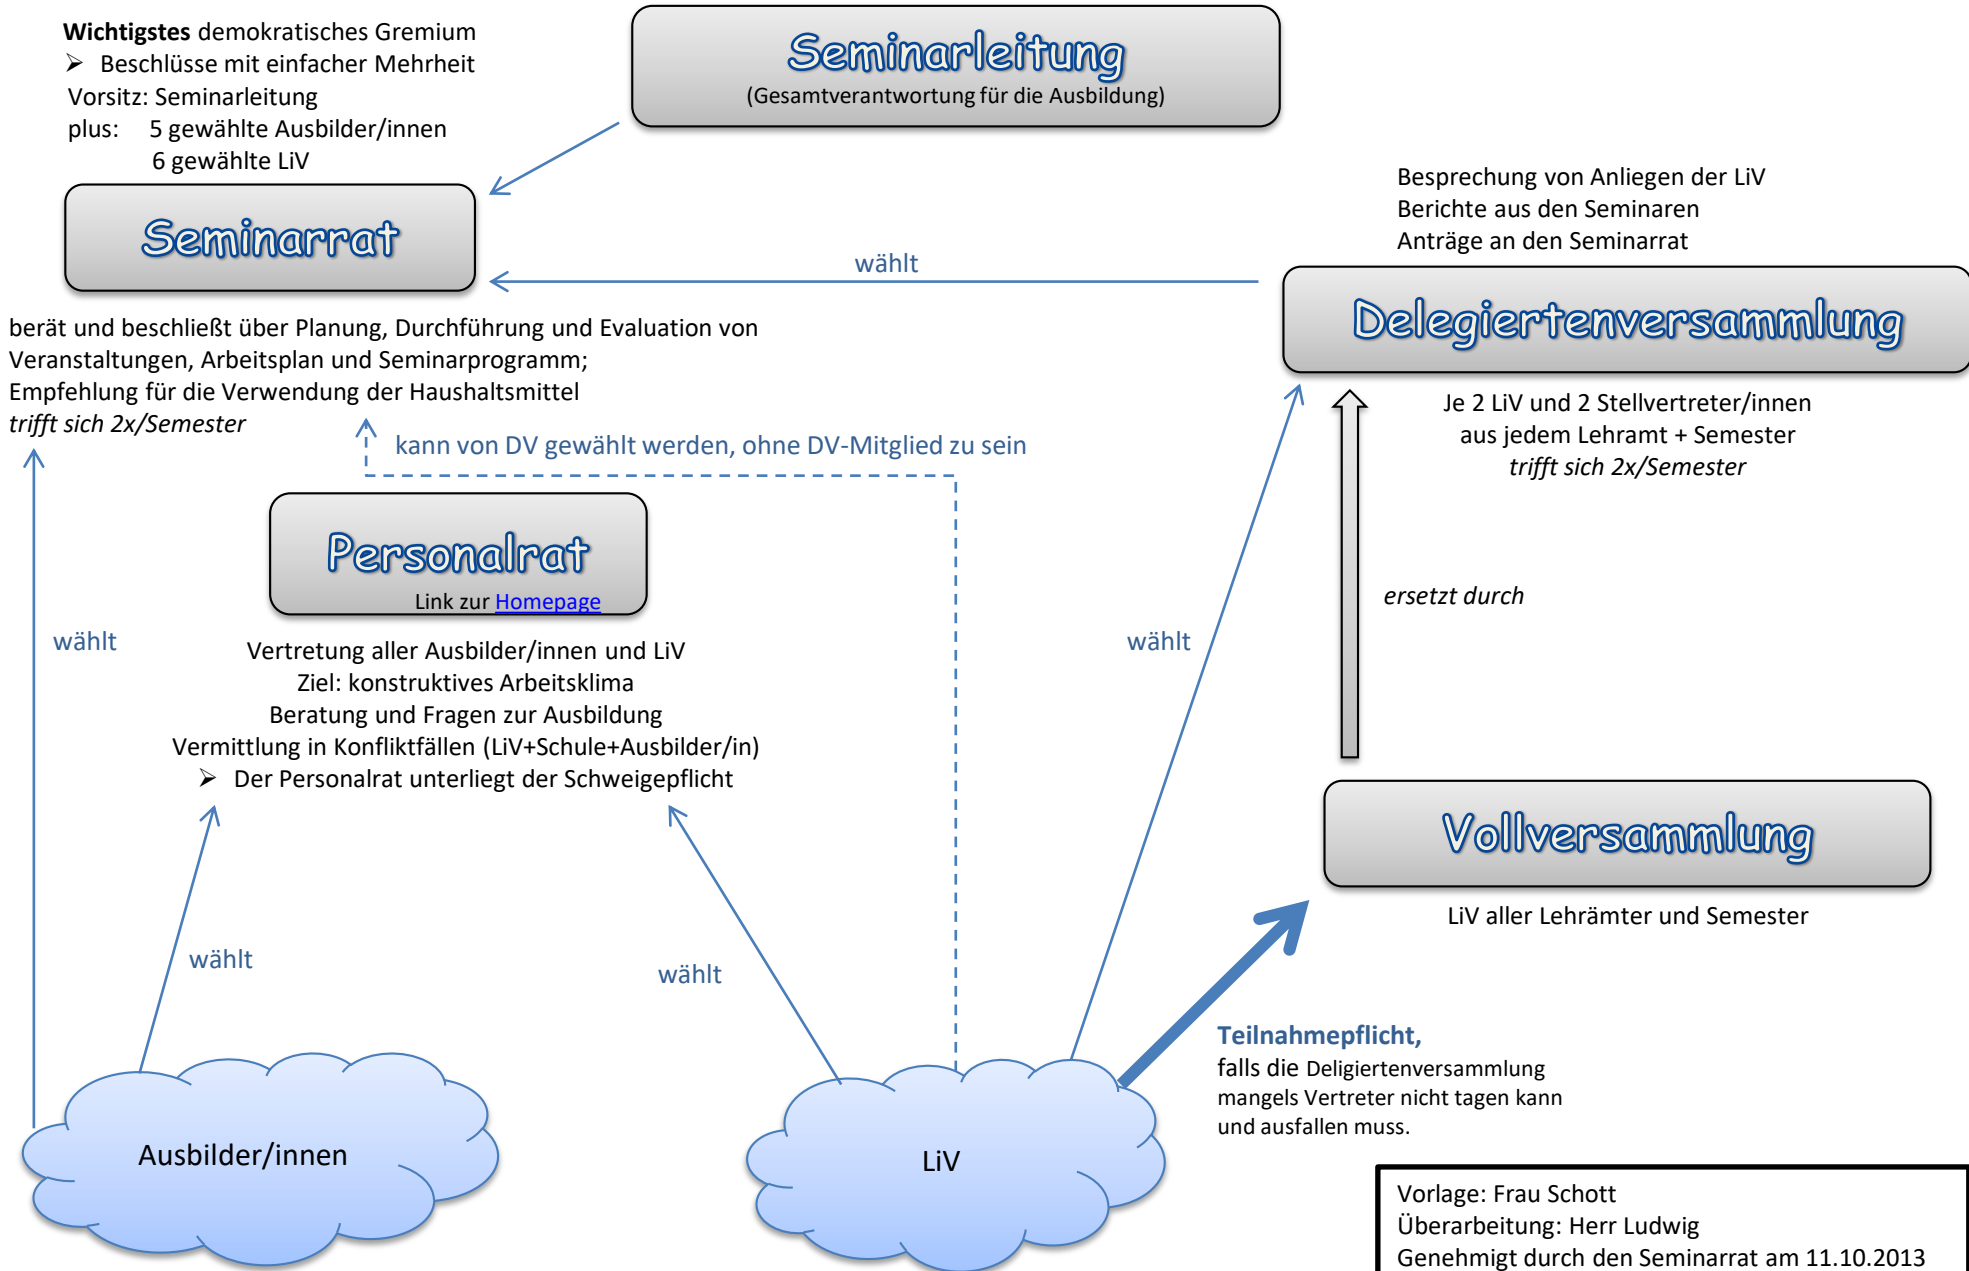 Wichtigstes demokratisches Gremium
➢ Beschlüsse mit einfacher Mehrheit
Vorsitz: Seminarleitung
plus: 5 gewählte Ausbilder/innen
6 gewählte LiV
Seminarleitung
(Gesamtverantwortung für die Ausbildung)
Seminarrat
wählt
Besprechung von Anliegen der LiV
Berichte aus den Seminaren
Anträge an den Seminarrat
Delegiertenversammlung
berät und beschließt über Planung, Durchführung und Evaluation von
Veranstaltungen, Arbeitsplan und Seminarprogramm;
Empfehlung für die Verwendung der Haushaltsmittel
trifft sich 2x/Semester
kann von DV gewählt werden, ohne DV-Mitglied zu sein
Je 2 LiV und 2 Stellvertreter/innen
aus jedem Lehramt + Semester
trifft sich 2x/Semester
Personalrat
Link zur Homepage
ersetzt durch
wählt
wählt
Vertretung aller Ausbilder/innen und LiV
Ziel: konstruktives Arbeitsklima
Beratung und Fragen zur Ausbildung
Vermittlung in Konfliktfällen (LiV+Schule+Ausbilder/in)
➢ Der Personalrat unterliegt der Schweigepflicht
Vollversammlung
LiV aller Lehrämter und Semester
wählt
wählt
Teilnahmepflicht,
falls die Deligiertenversammlung
mangels Vertreter nicht tagen kann
und ausfallen muss.
Ausbilder/innen
LiV
Vorlage: Frau Schott
Überarbeitung: Herr Ludwig
Genehmigt durch den Seminarrat am 11.10.2013